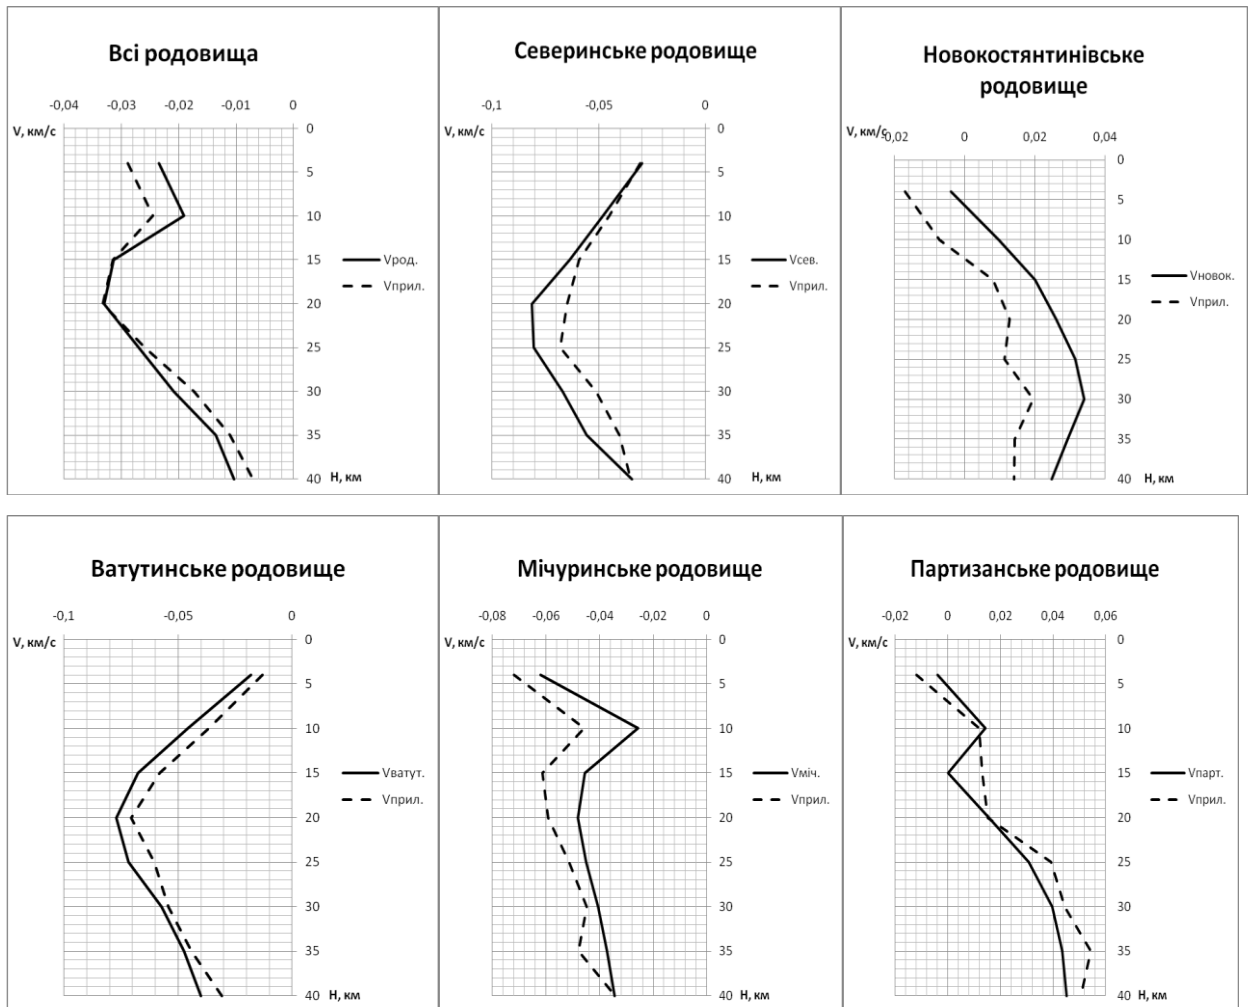 Всі родовища
-0,04 -0,03 -0,02 -0,01 0
V, км/с
0
5
10
15
20
25
30
35
40
Vрод.
Vприл.
Н, км
Северинське родовище
-0,1 -0,05 0
V, км/с
0
5
10
15
20
25
30
35
40
Vсев.
Vприл.
Н, км
Новокостянтинівське
родовище
V, км/с
-0,02 0 0,02 0,04
0
5
10
15
20
25
30
35
40
Vновок.
Vприл.
Н, км
Ватутинське родовище
-0,1 -0,05 0
V, км/с
0
5
10
15
20
25
30
35
40
Vватут.
Vприл.
Н, км
Мічуринське родовище
-0,08 -0,06 -0,04 -0,02 0
V, км/с
0
5
10
15
20
25
30
35
40
Vміч.
Vприл.
Н, км
Партизанське родовище
-0,02 0 0,02 0,04 0,06
V, км/с
0
5
10
15
20
25
30
35
40
Vпарт.
Vприл.
Н, км